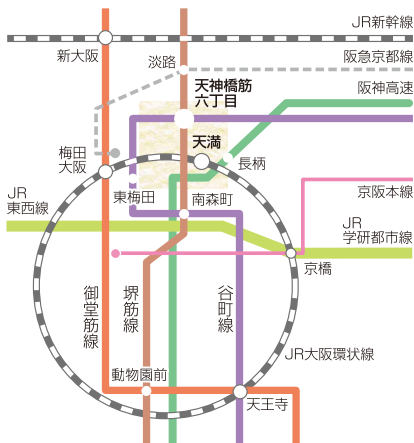 JR新幹線
新大阪
阪急京都線
淡路
天神橋筋
六丁目
阪神高速
天満
梅田
大阪
長柄
東梅田
南森町
京阪本線
JR
東西線
JR
学研都市線
京橋
御堂筋線
堺筋線
谷町線
JR大阪環状線
動物園前
天王寺